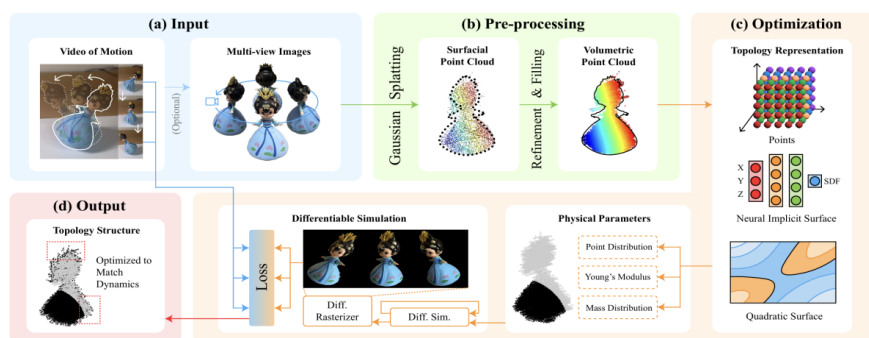 (a) Input
Video of Motion
(Optional)
Multi-view Images
(b) Pre-processing
Gaussian Splatting
Surfacial
Point Cloud
Refinement & Filling
Volumetric
Point Cloud
(c) Optimization
Topology Representation
Points
X
Y
Z
SDF
Neural Implicit Surface
Quadratic Surface
Physical Parameters
Point Distribution
Young's Modulus
Mass Distribution
Differentiable Simulation
Loss
Diff.
Rasterizer
Diff. Sim.
(d) Output
Topology Structure
Optimized to
Match
Dynamics